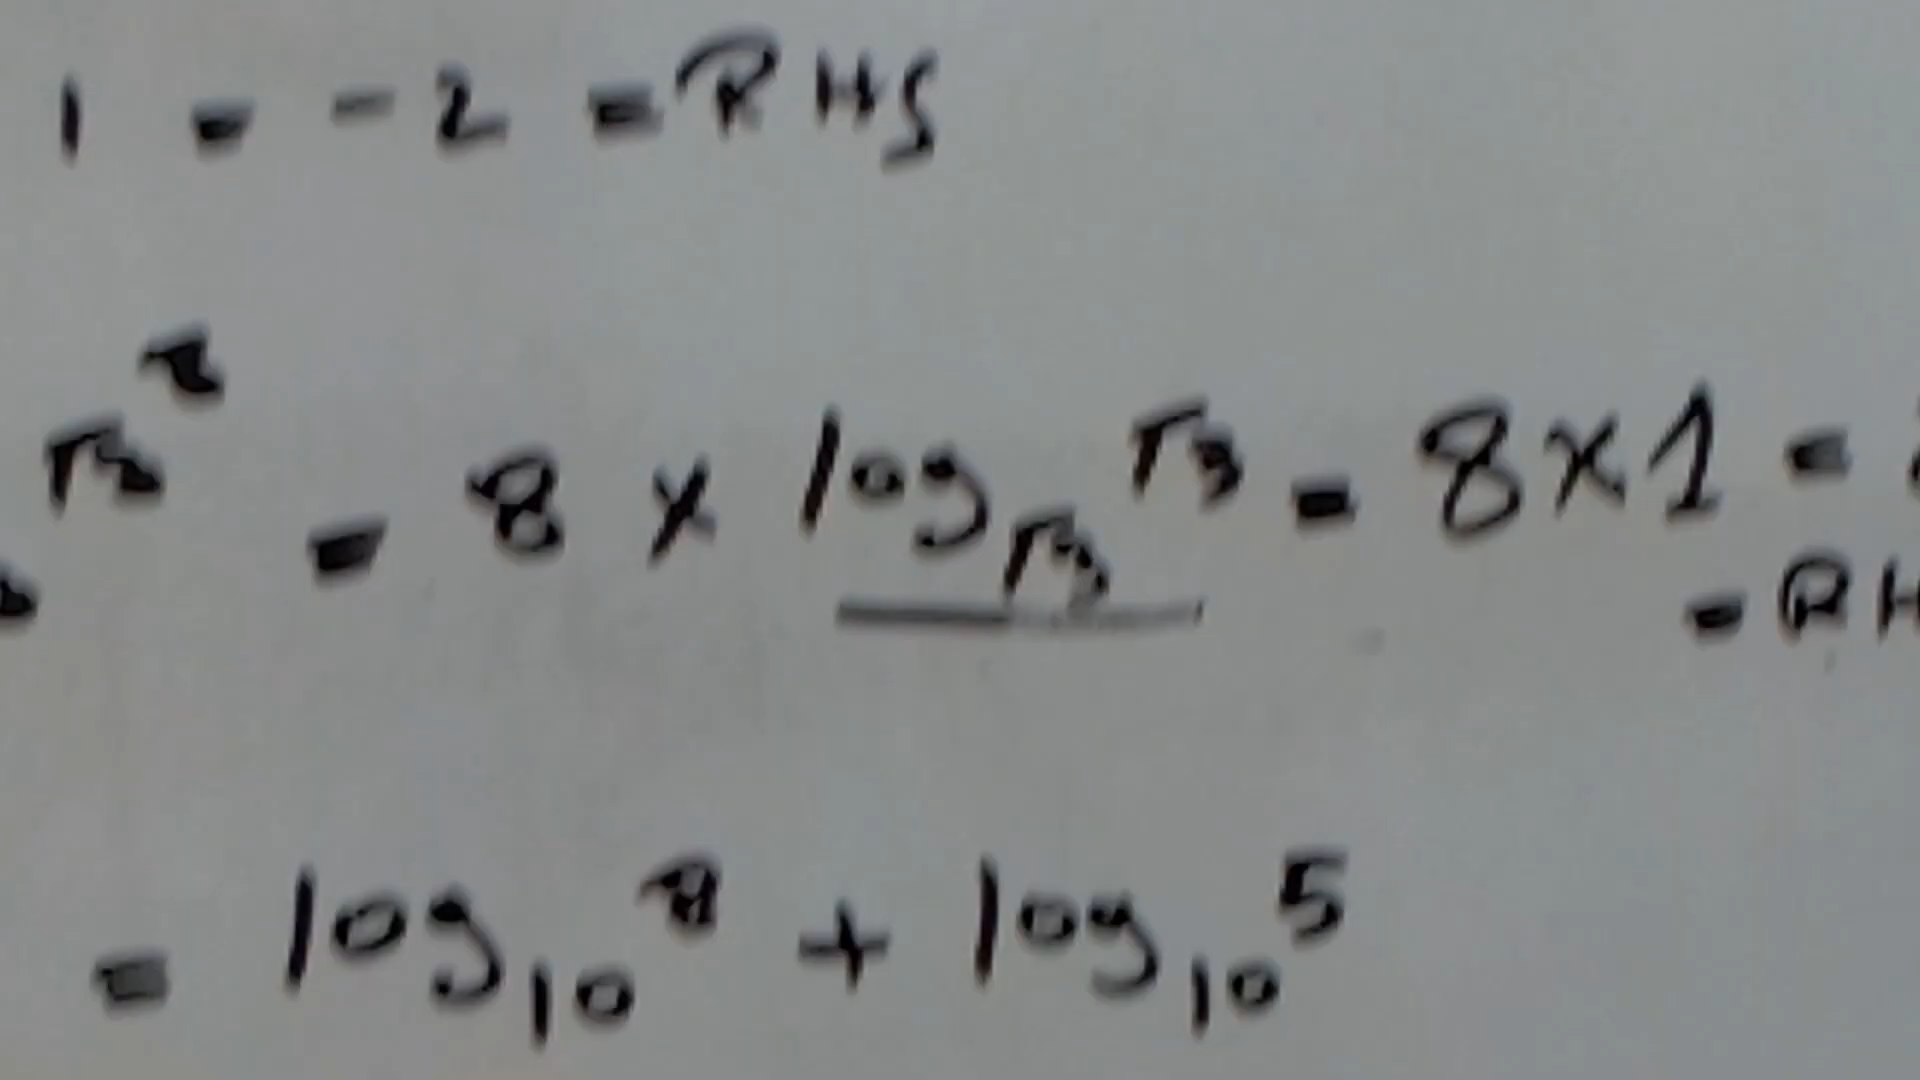 1 = -2 = RHS
√3⁸ = 8 × log√3 √3 = 8×1 =
= RH
= log₁₀ 8 + log₁₀ 5